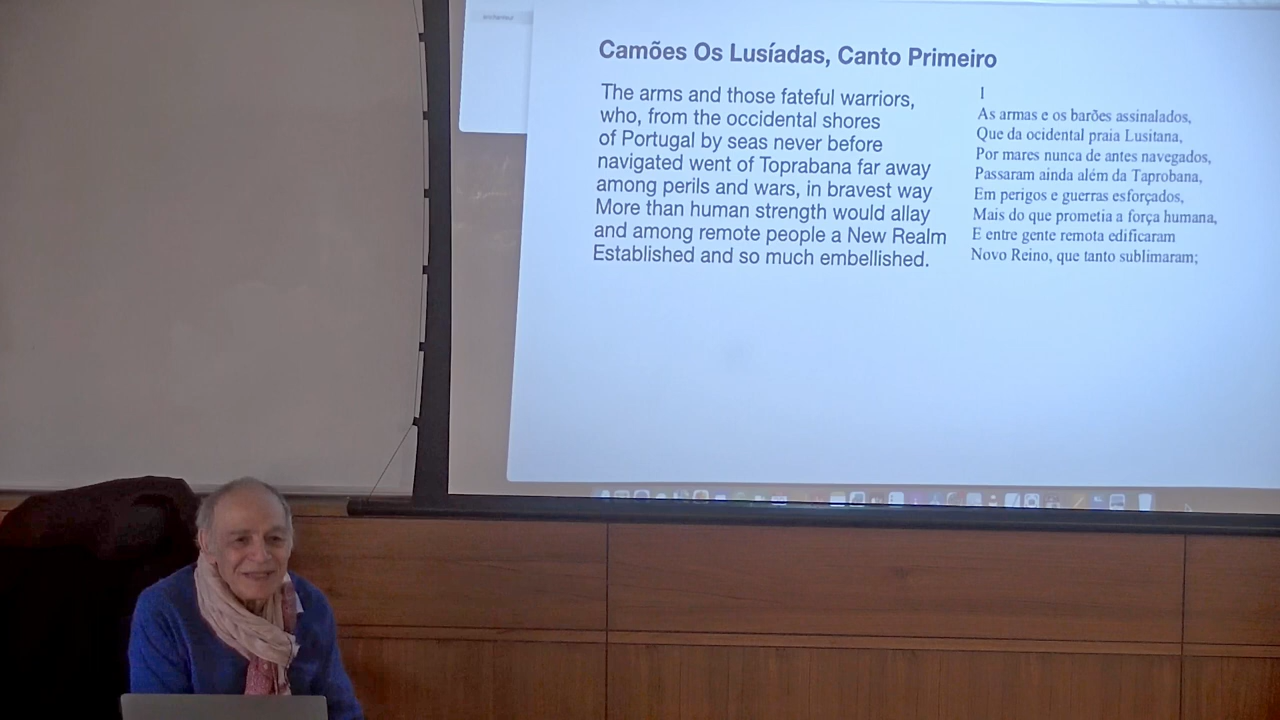 Camões Os Lusíadas, Canto Primeiro
The arms and those fateful warriors,
who, from the occidental shores
of Portugal by seas never before
navigated went of Toprabana far away
among perils and wars, in bravest way
More than human strength would allay
and among remote people a New Realm
Established and so much embellished.
I
As armas e os barões assinalados,
Que da ocidental praia Lusitana,
Por mares nunca de antes navegados,
Passaram ainda além da Taprobana,
Em perigos e guerras esforçados,
Mais do que prometia a força humana,
E entre gente remota edificaram
Novo Reino, que tanto sublimaram;